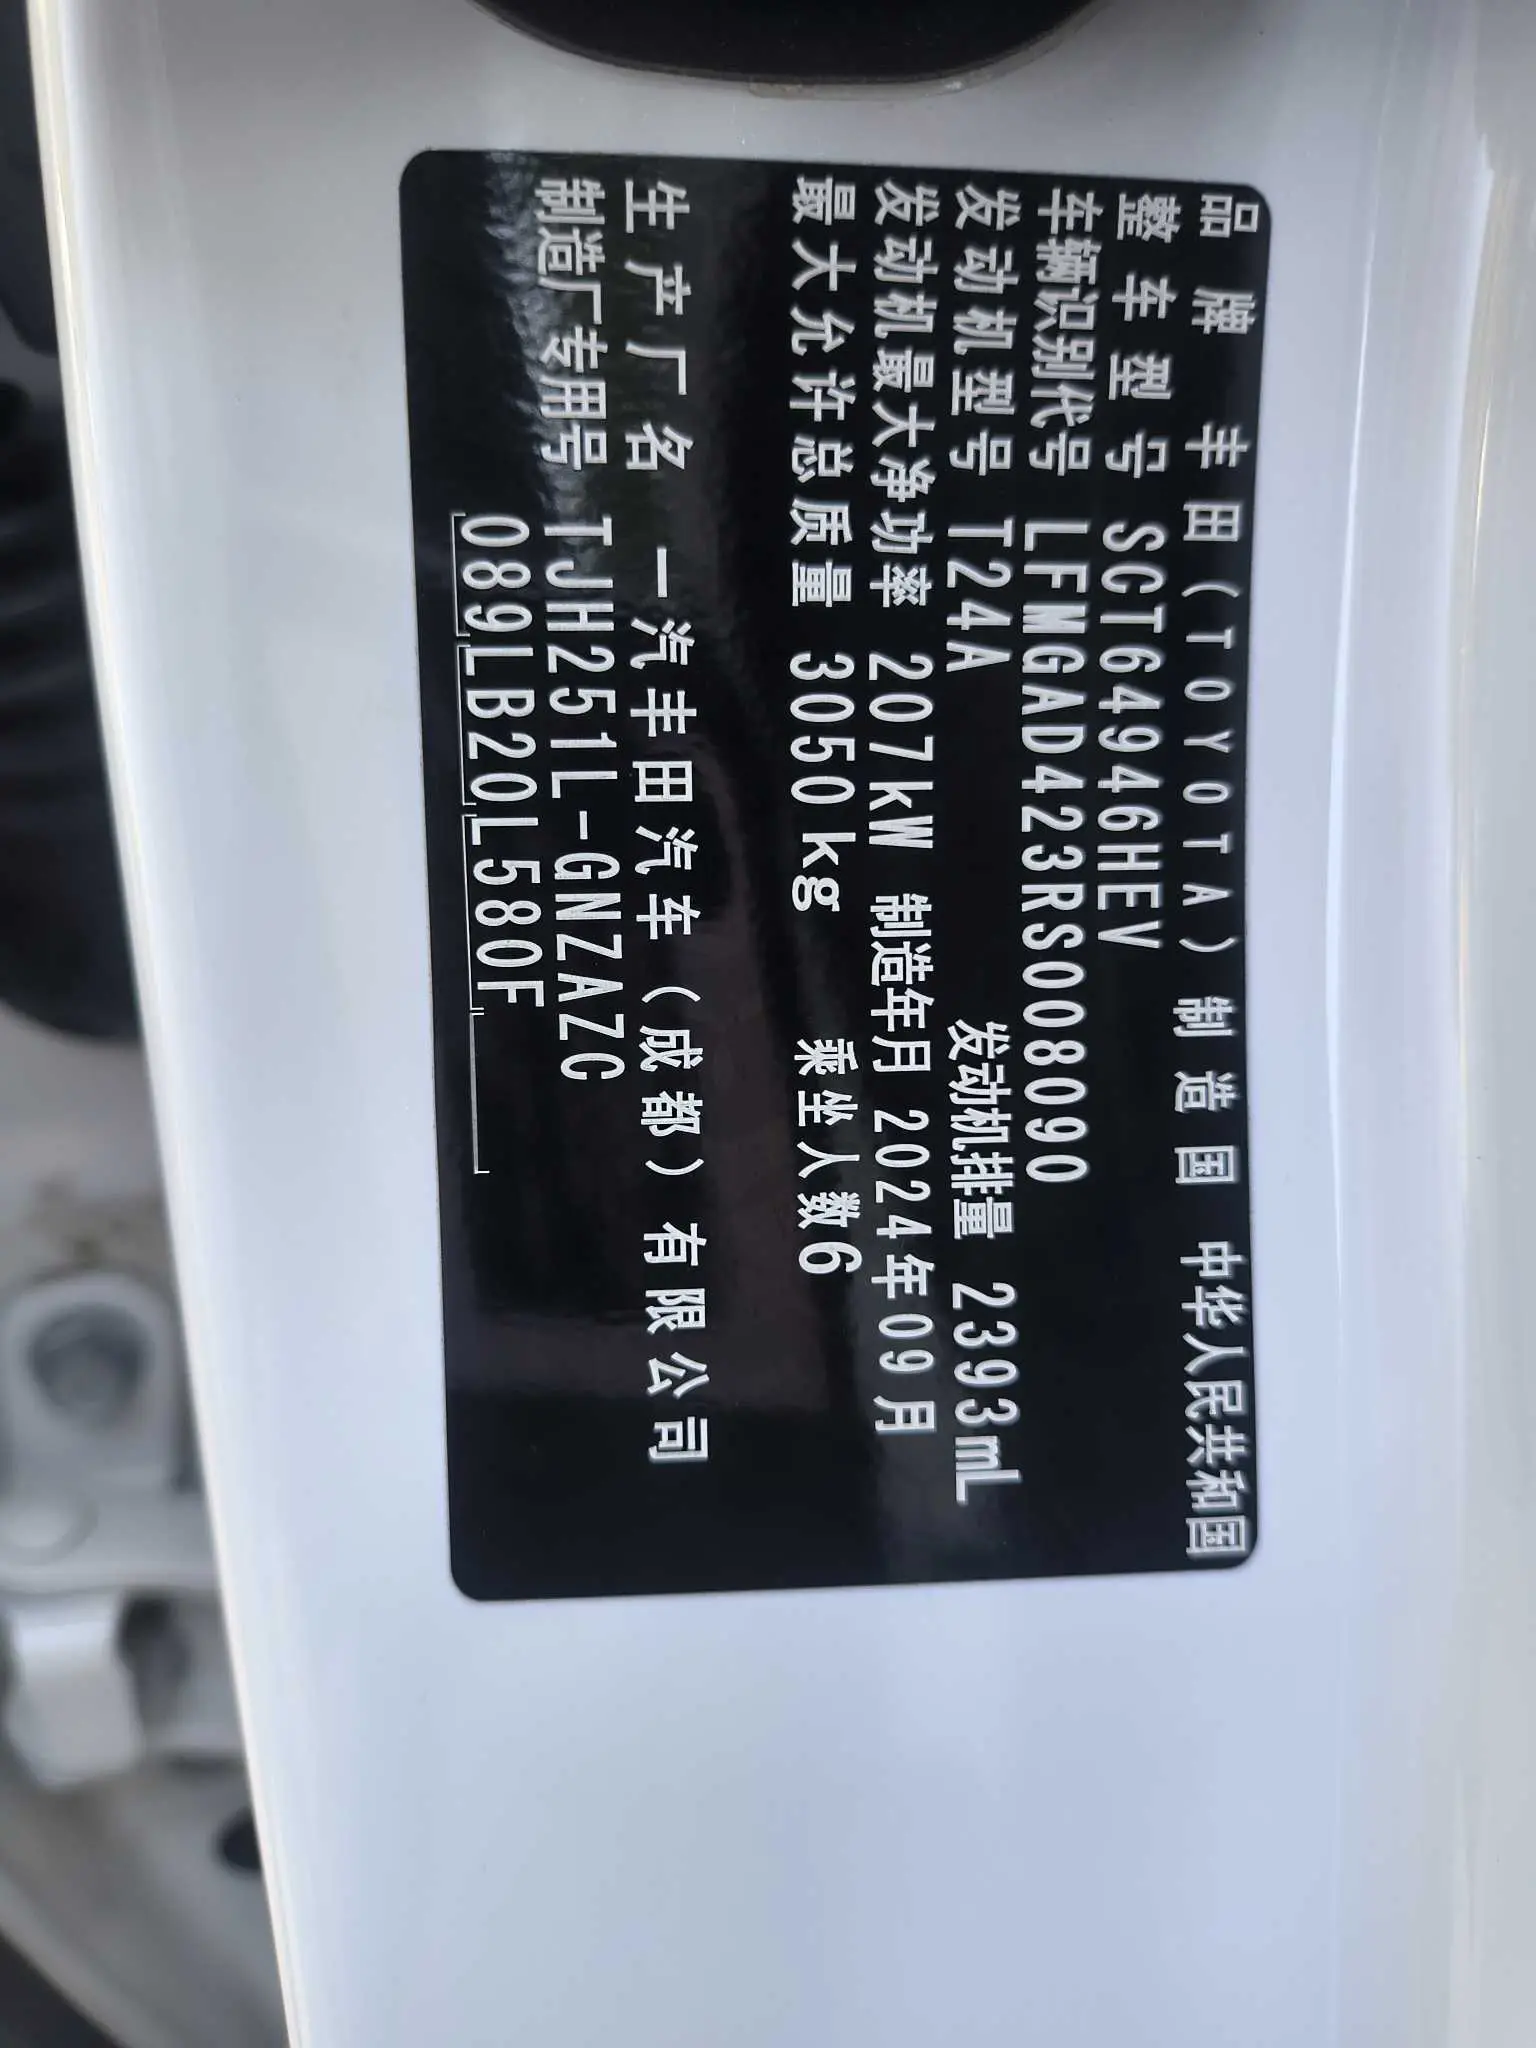 品 牌 丰 田 (TOYOTA) 制 造 国 中华人民共和国
整 车 型 号 SCT6494６HEV
车辆识别代号 LFMGAD423RS008090
发 动 机 型 号 T24A 发动机排量 2393mL
发动机最大净功率 207kW 制造年月 2024年09月
最 大 允 许 总 质 量 3050kg 乘坐人数6
生 产 厂 名 一汽丰田汽车(成都)有限公司
制造厂专用号 TJH251L-GNZAZC
089LB20L580F